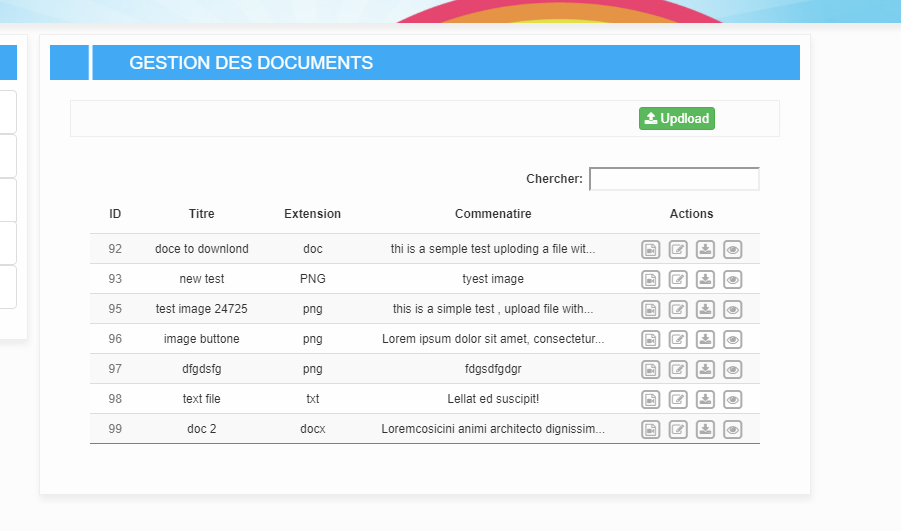 GESTION DES DOCUMENTS
Updload
Chercher:
ID Titre Extension Commenatire Actions
92 doce to downlond doc thi is a semple test uploding a file wit...
93 new test PNG tyest image
95 test image 24725 png this is a simple test , upload file with...
96 image buttone png Lorem ipsum dolor sit amet, consectetur...
97 dfgdsfg png fdgsdfgdgr
98 text file txt Lellat ed suscipit!
99 doc 2 docx Loremcosicini animi architecto dignissim...